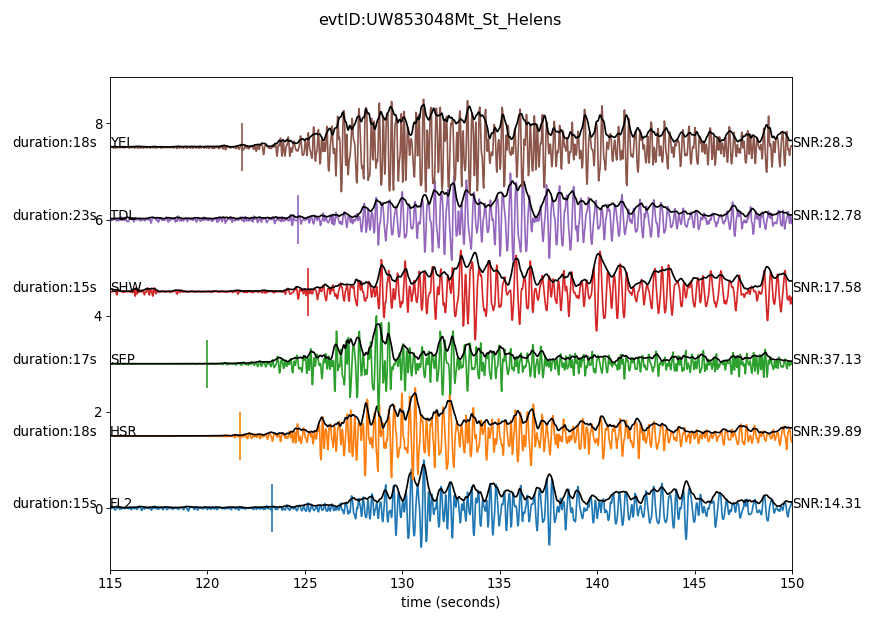 evtID:UW853048Mt_St_Helens
8
duration:18s YEL SNR:28.3
duration:23s TDL SNR:12.78
6
duration:15s SHW SNR:17.58
4
duration:17s SEP SNR:37.13
2
duration:18s HSR SNR:39.89
duration:15s FL2 SNR:14.31
0
115 120 125 130 135 140 145 150
time (seconds)